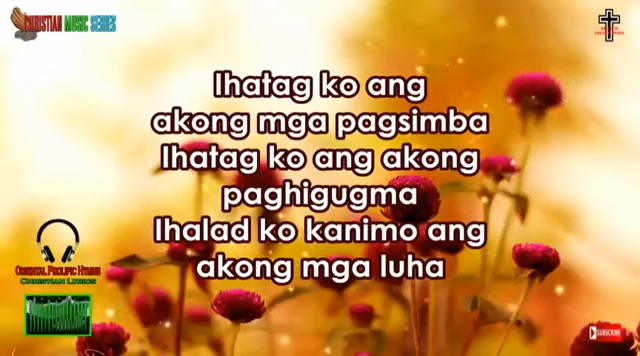 CHRISTIAN MUSIC SERIES
Ihatag ko ang
akong mga pagsimba
Ihatag ko ang akong
paghigugma
Ihalad ko kanimo ang
akong mga luha
Oriental Prolific Hymns
Christian Lyrics
SUBSCRIBE